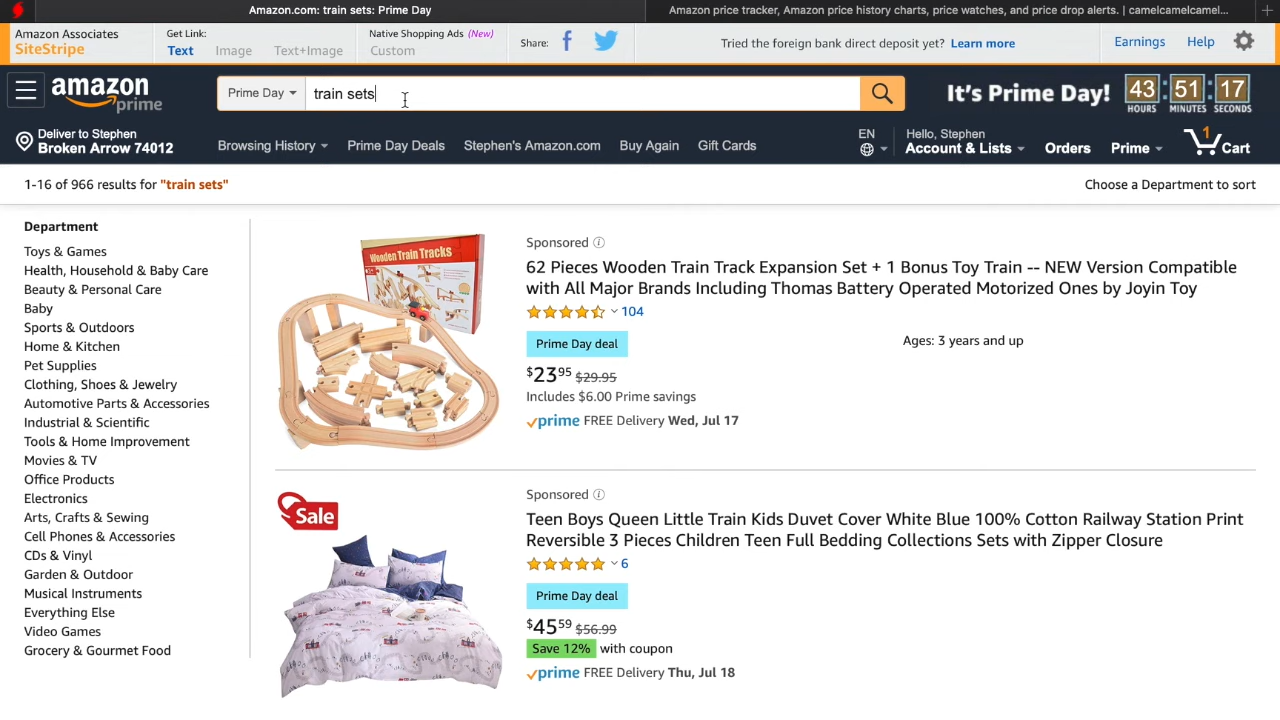 Amazon.com: train sets: Prime Day
Amazon price tracker, Amazon price history charts, price watches, and price drop alerts. | camelcamelcamel...
Amazon Associates
SiteStripe
Get Link:
Text Image Text+Image
Native Shopping Ads (New)
Custom
Share:
Tried the foreign bank direct deposit yet? Learn more
Earnings Help
amazon
prime
Prime Day
train sets
It's Prime Day!
43 : 51 : 17
HOURS MINUTES SECONDS
Deliver to Stephen
Broken Arrow 74012
Browsing History Prime Day Deals Stephen's Amazon.com Buy Again Gift Cards
EN
Hello, Stephen
Account & Lists
Orders
Prime
1
Cart
1-16 of 966 results for "train sets"
Choose a Department to sort
Department
Toys & Games
Health, Household & Baby Care
Beauty & Personal Care
Baby
Sports & Outdoors
Home & Kitchen
Pet Supplies
Clothing, Shoes & Jewelry
Automotive Parts & Accessories
Industrial & Scientific
Tools & Home Improvement
Movies & TV
Office Products
Electronics
Arts, Crafts & Sewing
Cell Phones & Accessories
CDs & Vinyl
Garden & Outdoor
Musical Instruments
Everything Else
Video Games
Grocery & Gourmet Food
Wooden Train Tracks
Sponsored
62 Pieces Wooden Train Track Expansion Set + 1 Bonus Toy Train -- NEW Version Compatible
with All Major Brands Including Thomas Battery Operated Motorized Ones by Joyin Toy
104
Prime Day deal
Ages: 3 years and up
$23.95 $29.95
Includes $6.00 Prime savings
prime FREE Delivery Wed, Jul 17
Sale
Sponsored
Teen Boys Queen Little Train Kids Duvet Cover White Blue 100% Cotton Railway Station Print
Reversible 3 Pieces Children Teen Full Bedding Collections Sets with Zipper Closure
6
Prime Day deal
$45.59 $56.99
Save 12% with coupon
prime FREE Delivery Thu, Jul 18